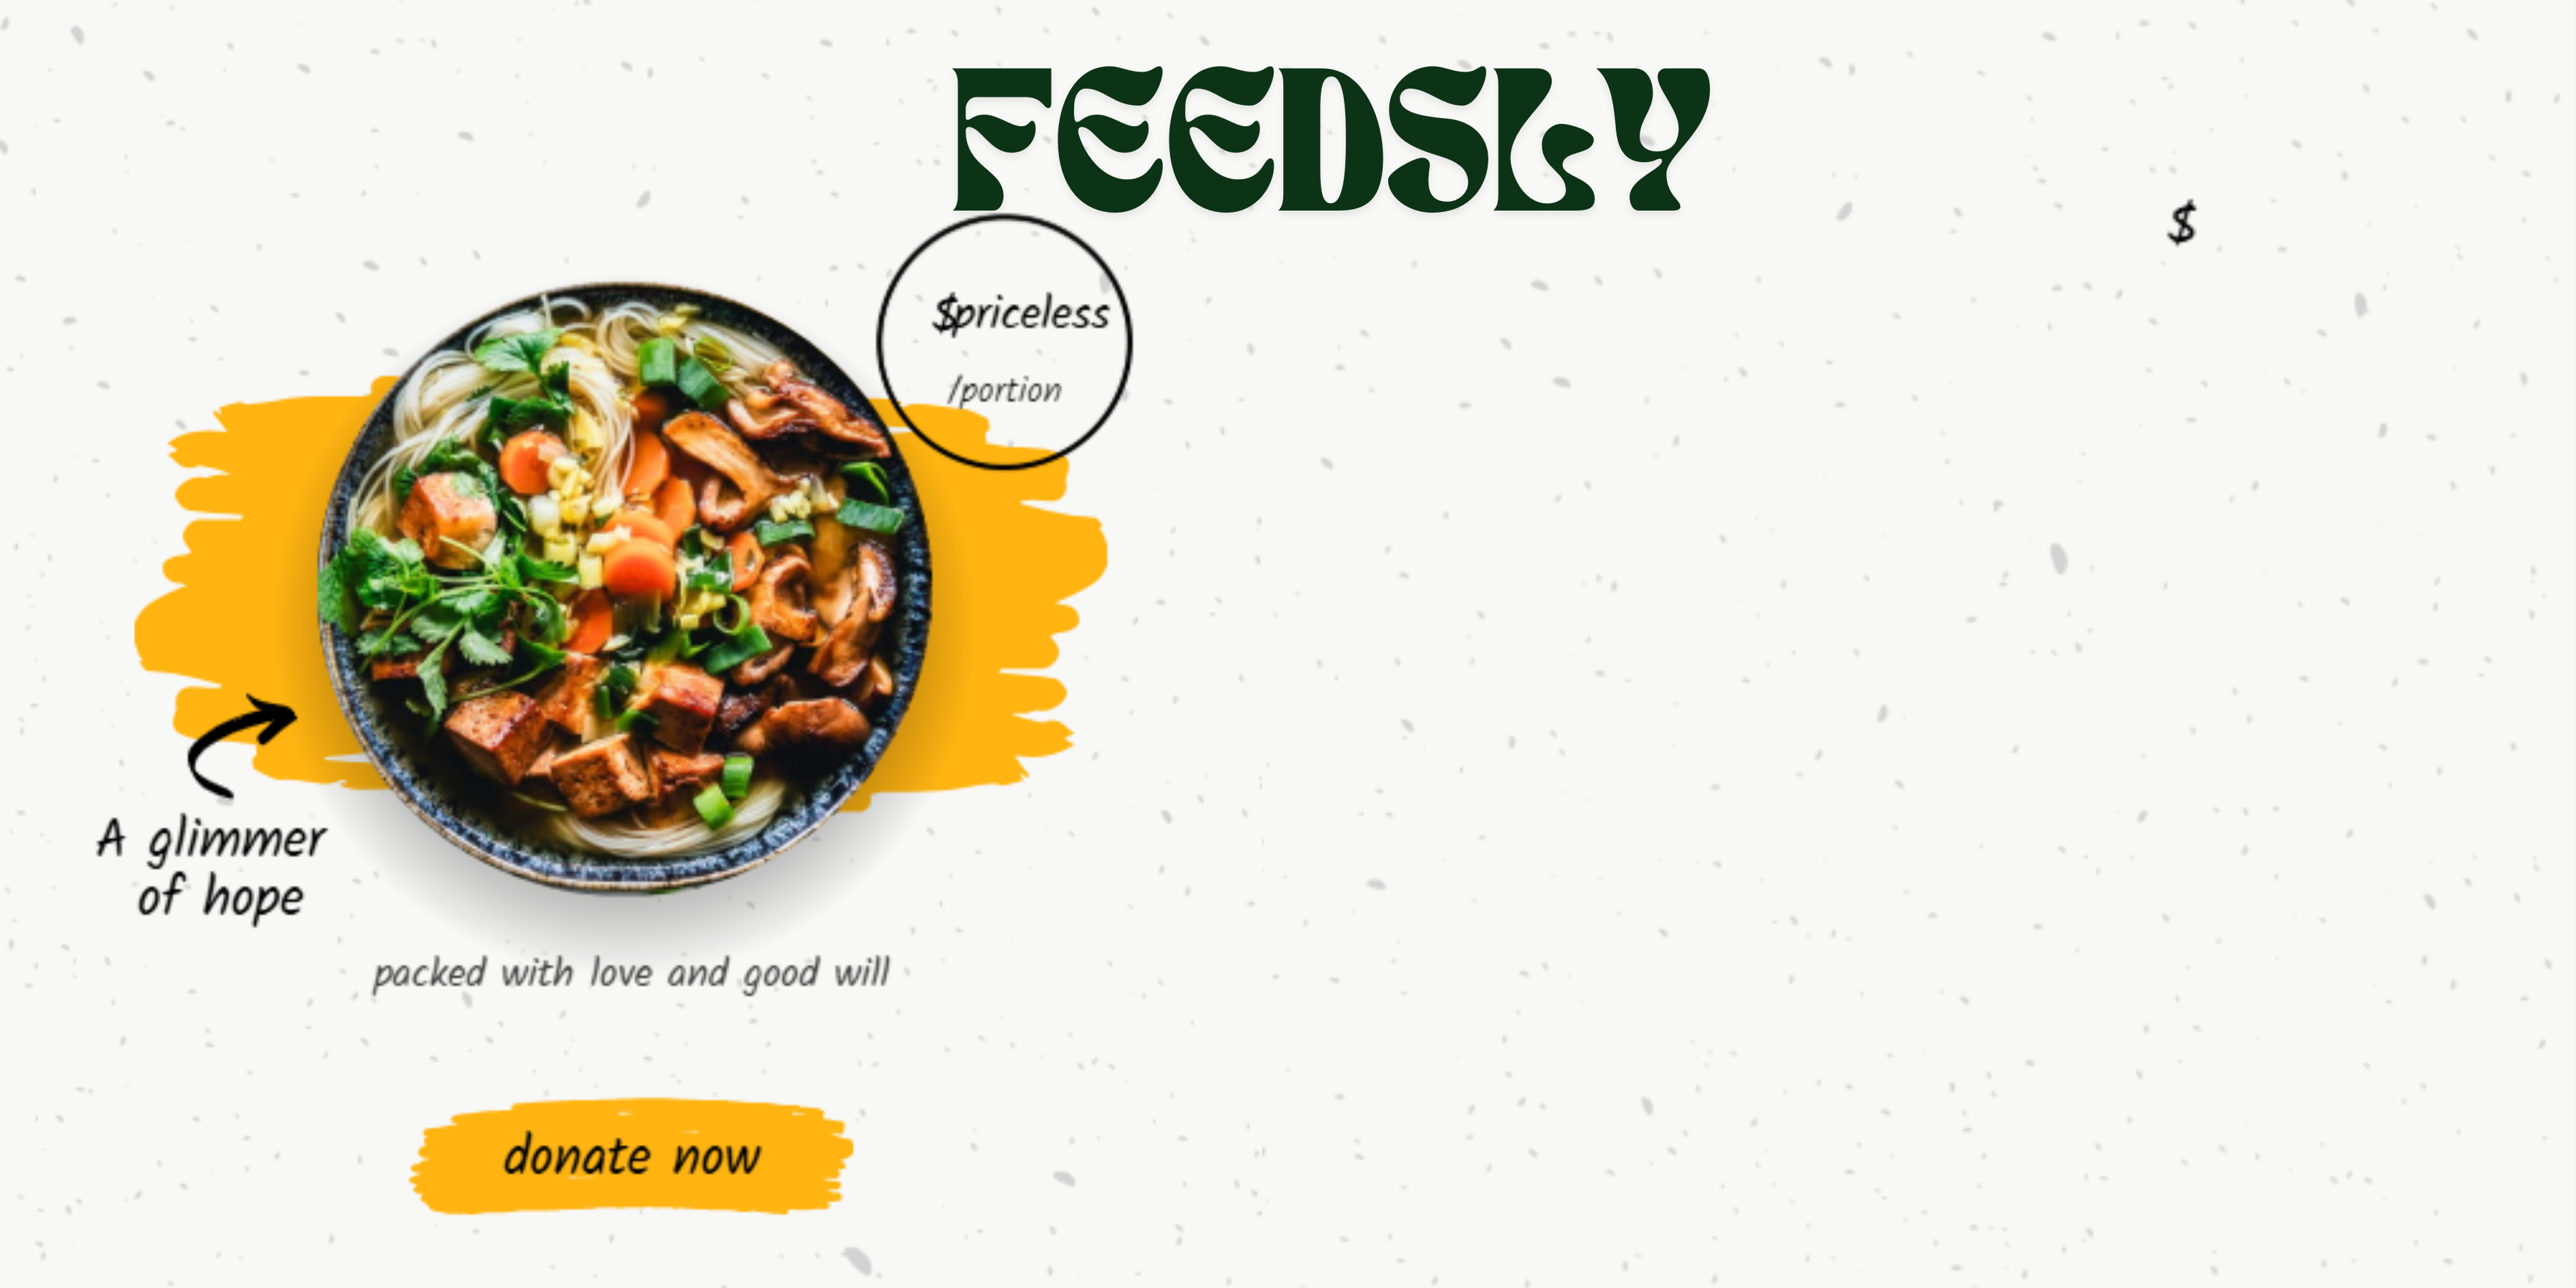 FEEDSLY
$
$priceless
/portion
A glimmer
of hope
packed with love and good will
donate now